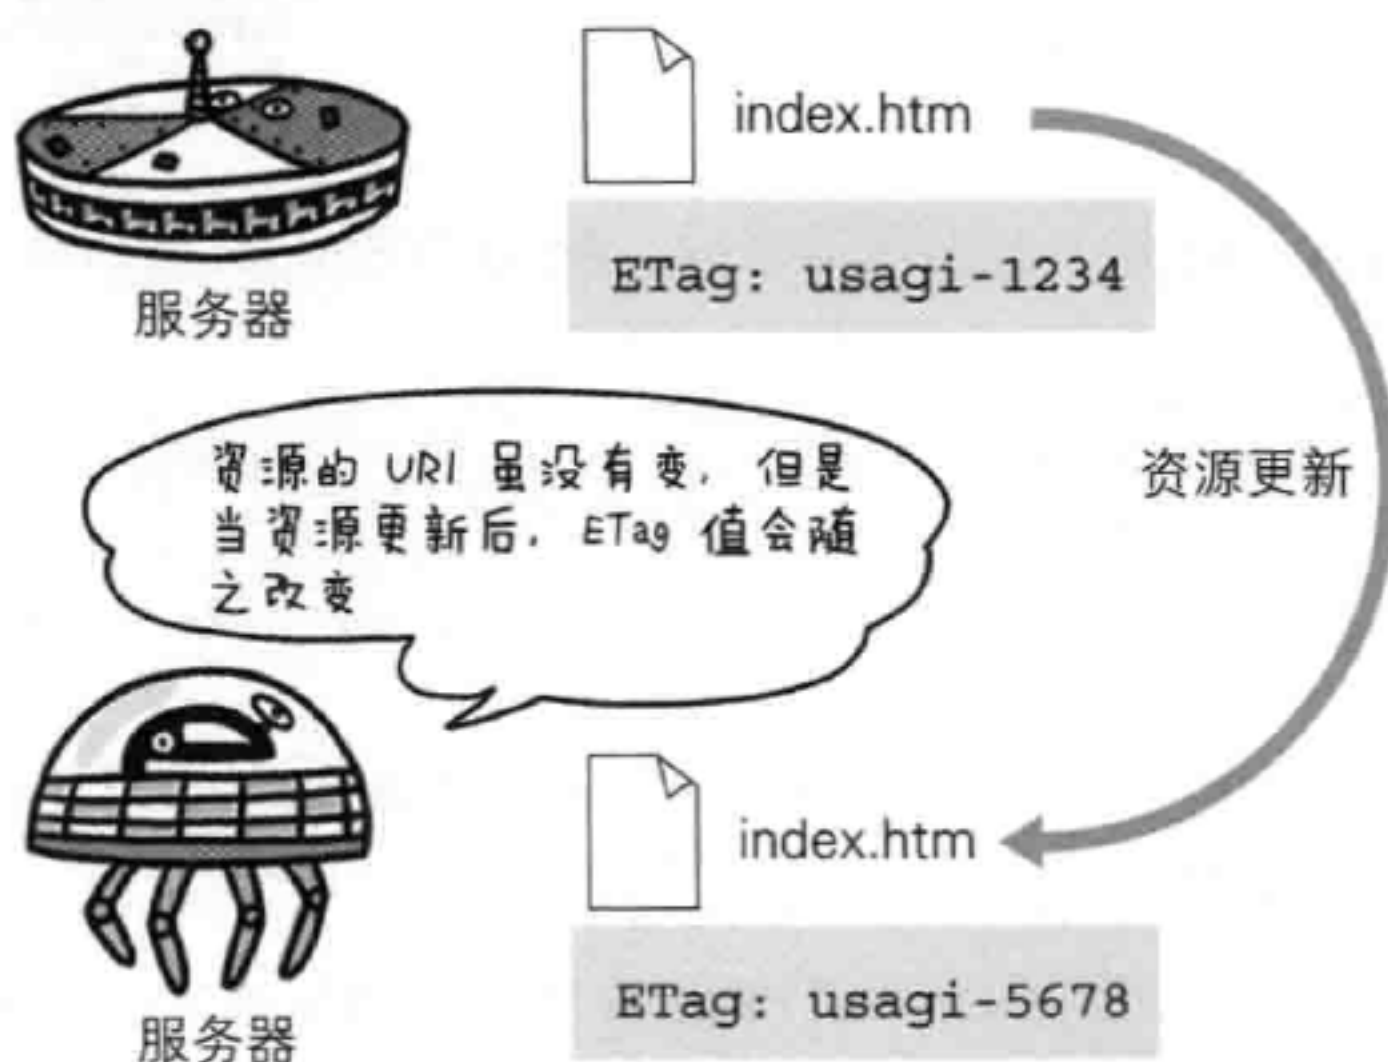 index.htm
ETag: usagi-1234
服务器
资源的 URI 虽没有变，但是
当资源更新后，ETag 值会随
之改变
资源更新
index.htm
ETag: usagi-5678
服务器